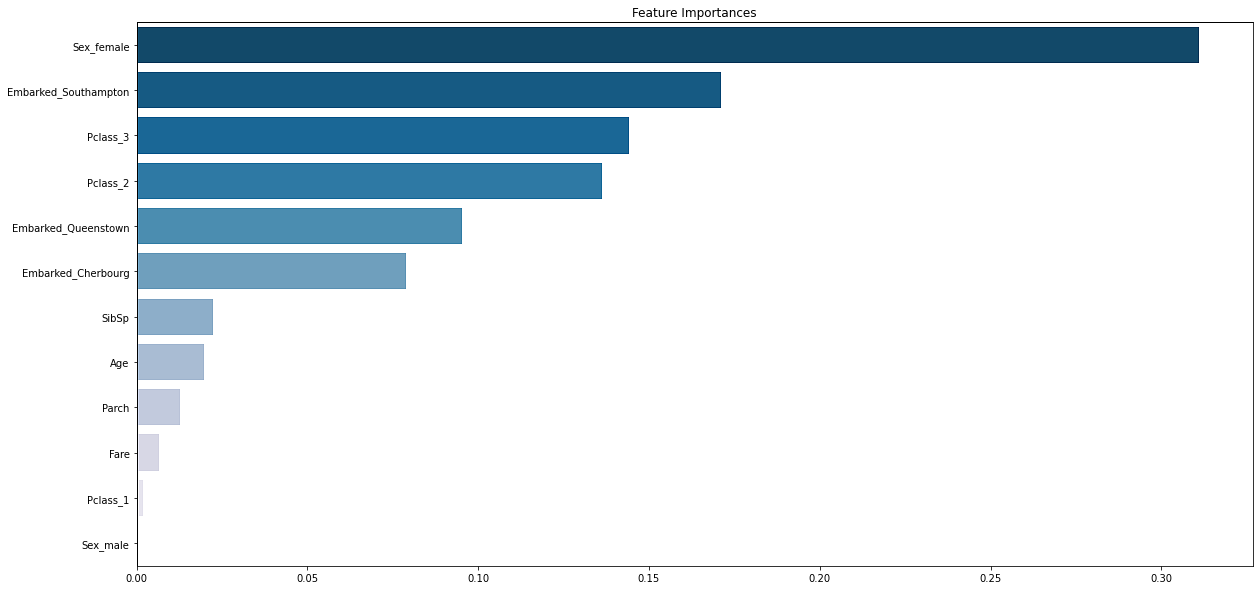 Feature Importances
Sex_female
Embarked_Southampton
Pclass_3
Pclass_2
Embarked_Queenstown
Embarked_Cherbourg
SibSp
Age
Parch
Fare
Pclass_1
Sex_male
0.00 0.05 0.10 0.15 0.20 0.25 0.30